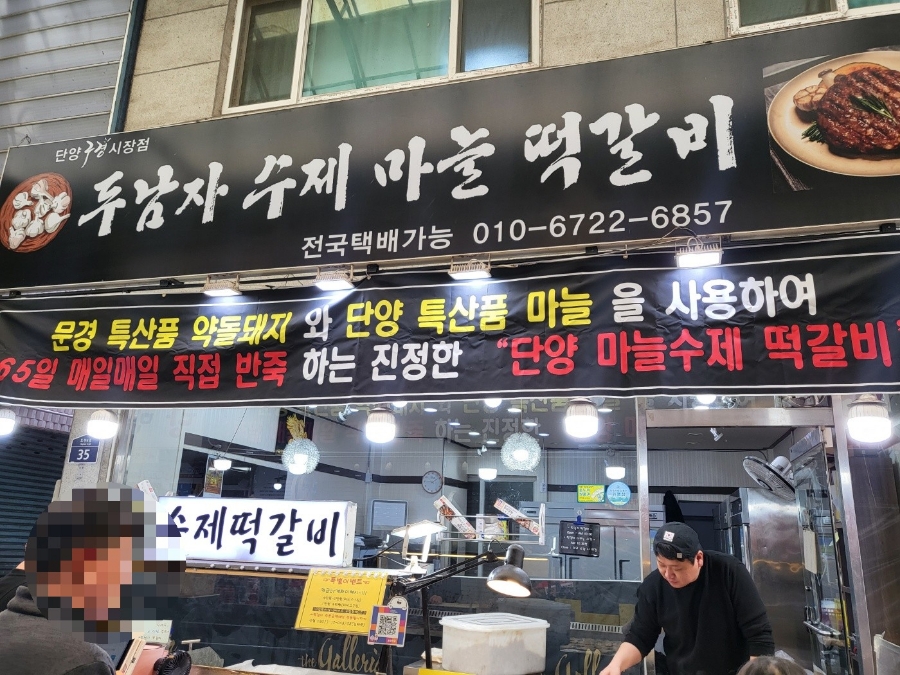 단양구경시장점
두남자 수제 마늘 떡갈비
전국택배가능 010-6722-6857
문경 특산품 약돌돼지 와 단양 특산품 마늘 을 사용하여
65일 매일매일 직접 반죽 하는 진정한 "단양 마늘수제 떡갈비"
35
수제떡갈비
the Gallerie